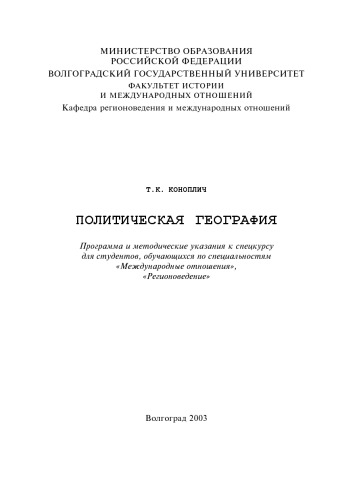 МИНИСТЕРСТВО ОБРАЗОВАНИЯ
РОССИЙСКОЙ ФЕДЕРАЦИИ
ВОЛГОГРАДСКИЙ ГОСУДАРСТВЕННЫЙ УНИВЕРСИТЕТ
ФАКУЛЬТЕТ ИСТОРИИ
И МЕЖДУНАРОДНЫХ ОТНОШЕНИЙ
Кафедра регионоведения и международных отношений
Т.К. КОНОПЛИЧ
ПОЛИТИЧЕСКАЯ ГЕОГРАФИЯ
Программа и методические указания к спецкурсу
для студентов, обучающихся по специальностям
«Международные отношения»,
«Регионоведение»
Волгоград 2003